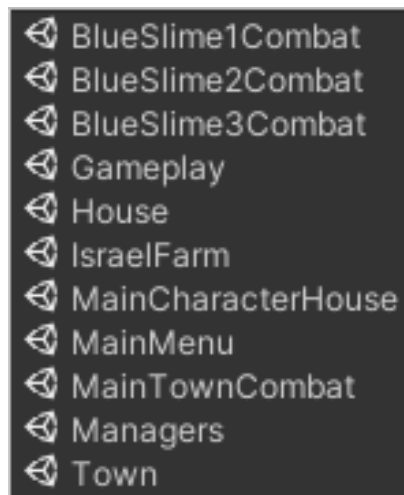 BlueSlime1Combat
BlueSlime2Combat
BlueSlime3Combat
Gameplay
House
IsraelFarm
MainCharacterHouse
MainMenu
MainTownCombat
Managers
Town